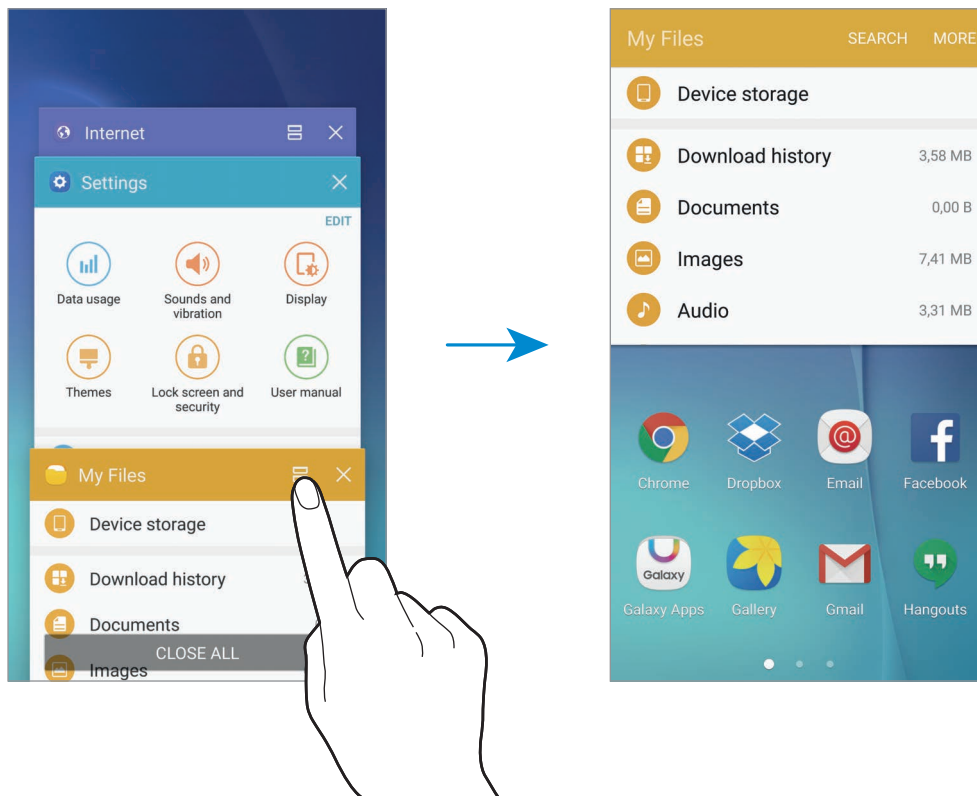 Internet
Settings
EDIT
Data usage
Sounds and
vibration
Display
Themes
Lock screen and
security
User manual
My Files
Device storage
Download history
Documents
CLOSE ALL
Images
My Files
SEARCH
MORE
Device storage
Download history
3,58 MB
Documents
0,00 B
Images
7,41 MB
Audio
3,31 MB
Chrome
Dropbox
Email
Facebook
Galaxy
Galaxy Apps
Gallery
Gmail
Hangouts